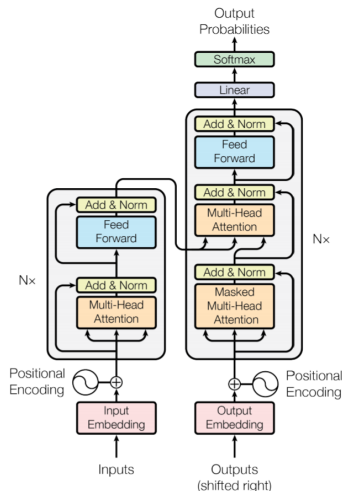 Output
Probabilities
Softmax
Linear
Add & Norm
Feed
Forward
Add & Norm
Multi-Head
Attention
Add & Norm
Masked
Multi-Head
Attention
Nx
Add & Norm
Feed
Forward
Add & Norm
Multi-Head
Attention
Nx
Positional
Encoding
Positional
Encoding
Input
Embedding
Output
Embedding
Inputs
Outputs
(shifted right)